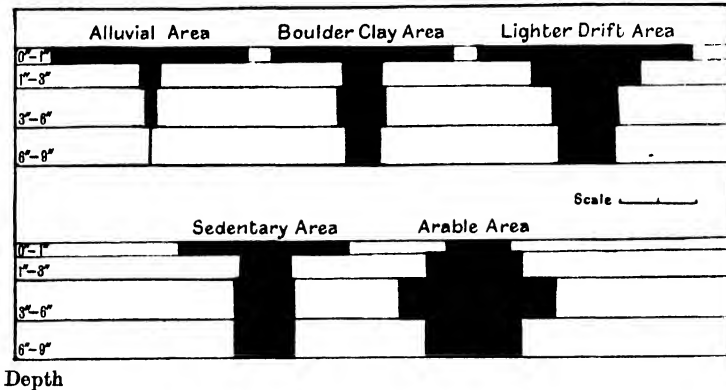 Alluvial Area Boulder Clay Area Lighter Drift Area
0"–1"
1"–3"
3"–6"
6"–9"
Scale
Sedentary Area Arable Area
0"–1"
1"–3"
3"–6"
6"–9"
Depth